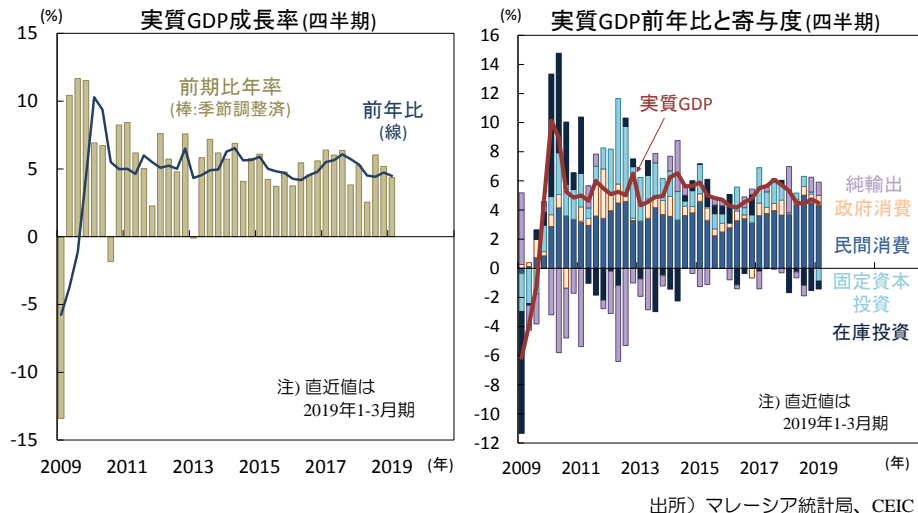 実質GDP成長率(四半期)
(%)
15
10
5
0
-5
-10
-15
前期比年率
(棒:季節調整済)
前年比
(線)
注) 直近値は
2019年1-3月期
2009 2011 2013 2015 2017 2019 (年)
実質GDP前年比と寄与度(四半期)
(%)
16
14
12
10
8
6
4
2
0
-2
-4
-6
-8
-10
-12
実質GDP
純輸出
政府消費
民間消費
固定資本
投資
在庫投資
注) 直近値は
2019年1-3月期
2009 2011 2013 2015 2017 2019 (年)
出所）マレーシア統計局、CEIC